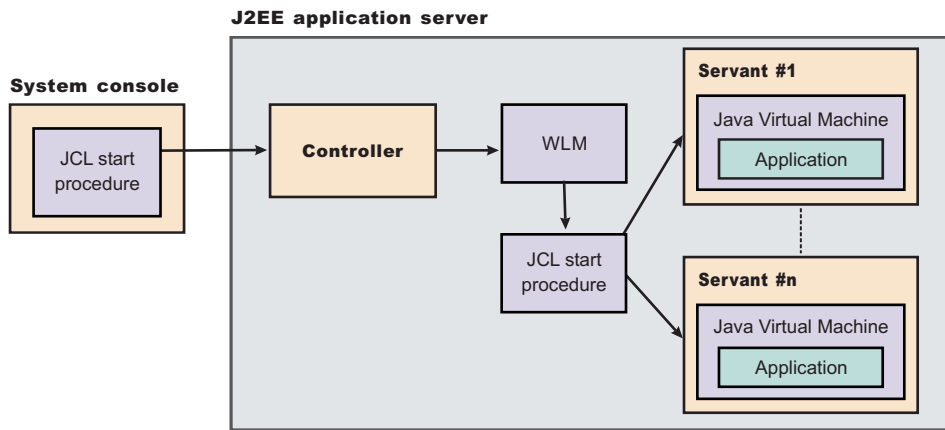 J2EE application server
System console
JCL start
procedure
Controller
WLM
JCL start
procedure
Servant #1
Java Virtual Machine
Application
Servant #n
Java Virtual Machine
Application